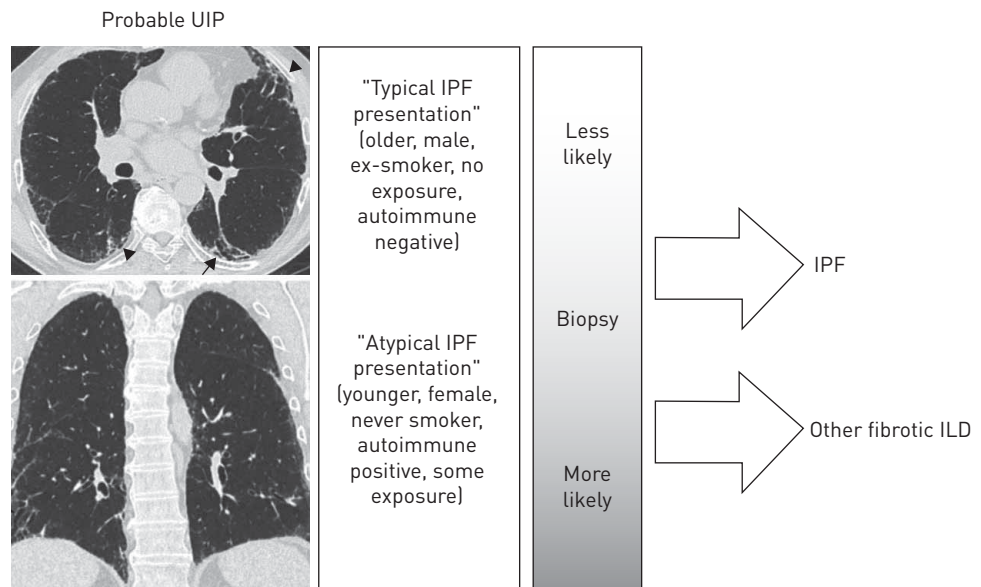 Probable UIP
"Typical IPF
presentation"
(older, male,
ex-smoker, no
exposure,
autoimmune
negative)
"Atypical IPF
presentation"
(younger, female,
never smoker,
autoimmune
positive, some
exposure)
Less
likely
Biopsy
More
likely
IPF
Other fibrotic ILD